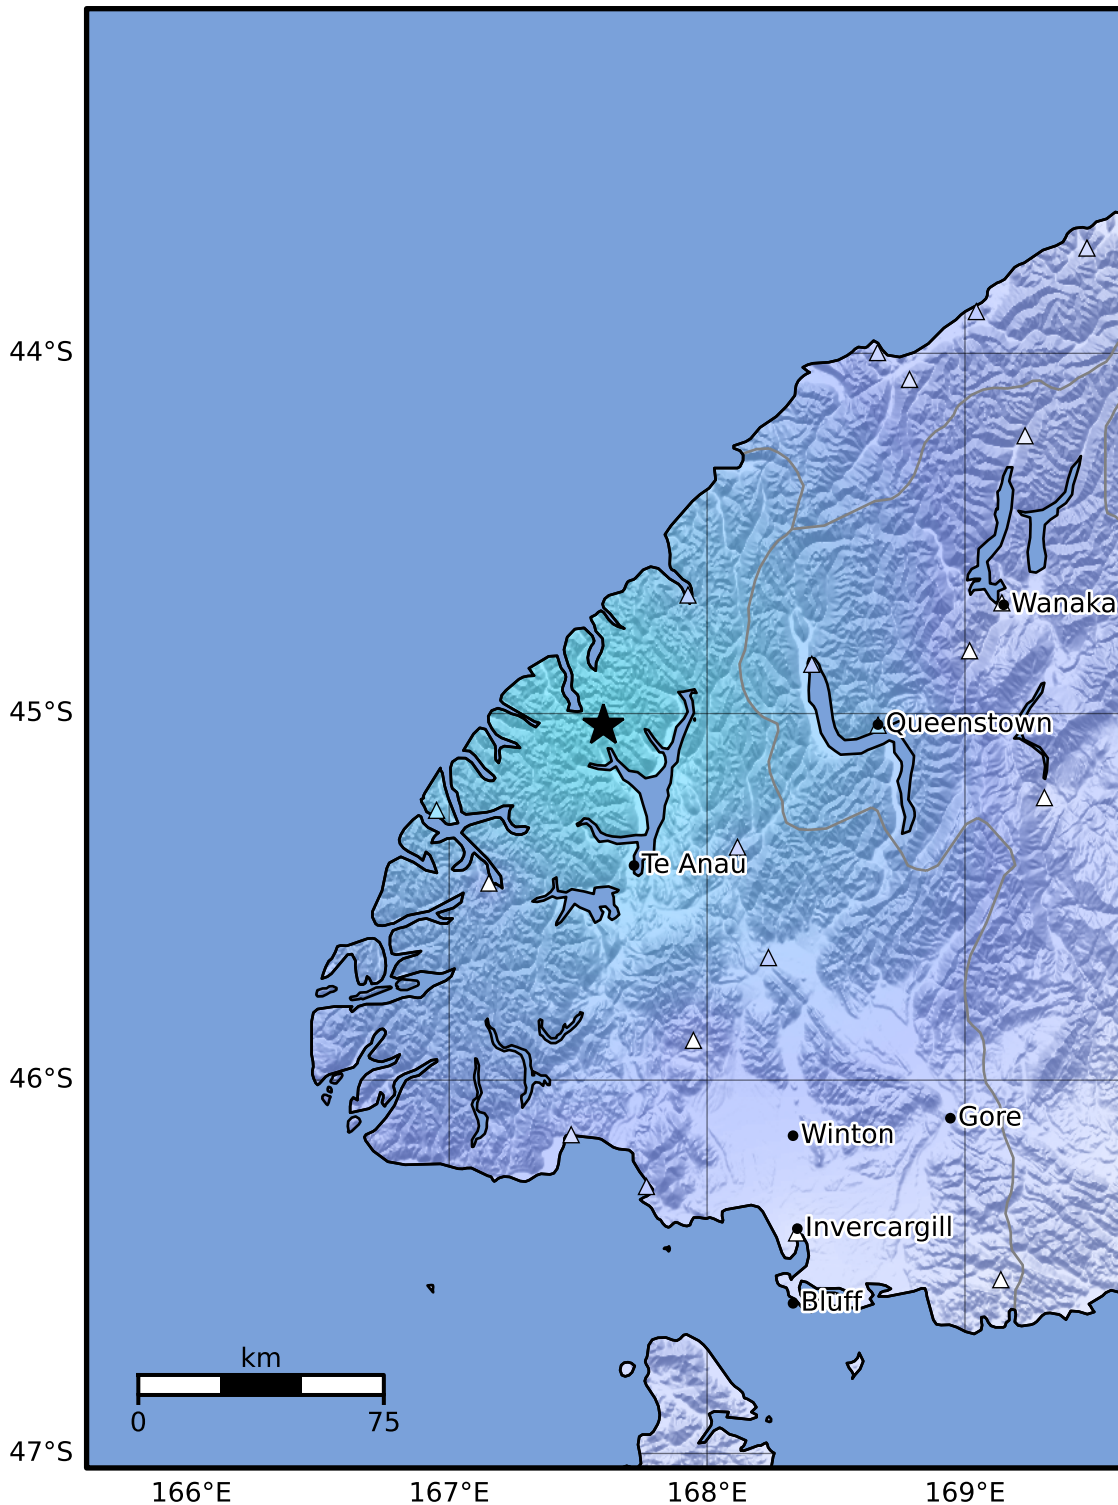 44°S
Wanaka
45°S
Queenstown
Te Anau
46°S
Gore
Winton
Invercargill
Bluff
km
0 75
47°S
166°E 167°E 168°E 169°E